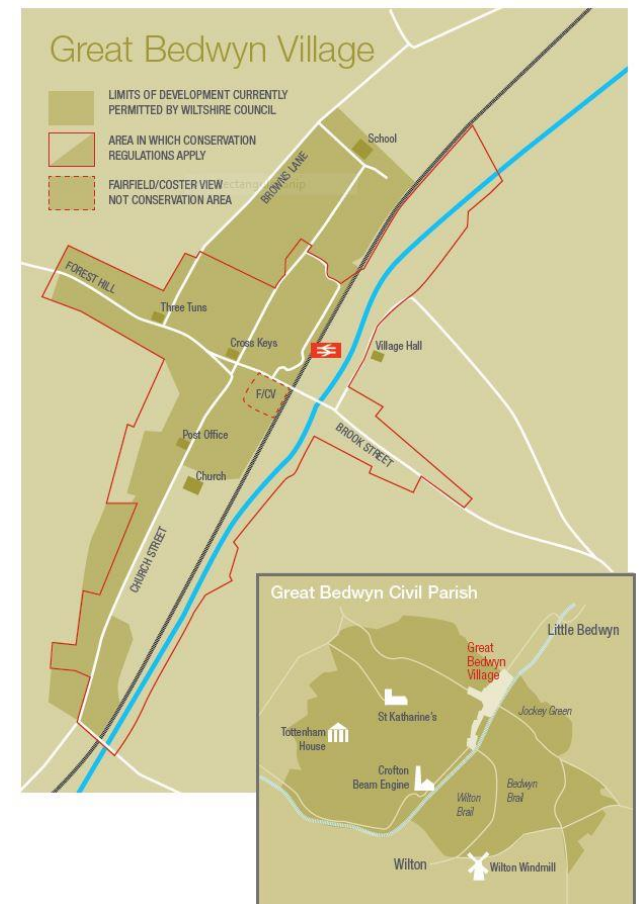 Great Bedwyn Village
LIMITS OF DEVELOPMENT CURRENTLY
PERMITTED BY WILTSHIRE COUNCIL
AREA IN WHICH CONSERVATION
REGULATIONS APPLY
FAIRFIELD/COSTER VIEW
NOT CONSERVATION AREA
School
BROWNS LANE
FOREST HILL
Three Tuns
Cross Keys
Village Hall
F/CV
Post Office
BROOK STREET
Church
CHURCH STREET
Great Bedwyn Civil Parish
Little Bedwyn
Great
Bedwyn
Village
Jockey Green
St Katharine's
Tottenham
House
Crofton
Beam Engine
Wilton
Brail
Bedwyn
Brail
Wilton
Wilton Windmill